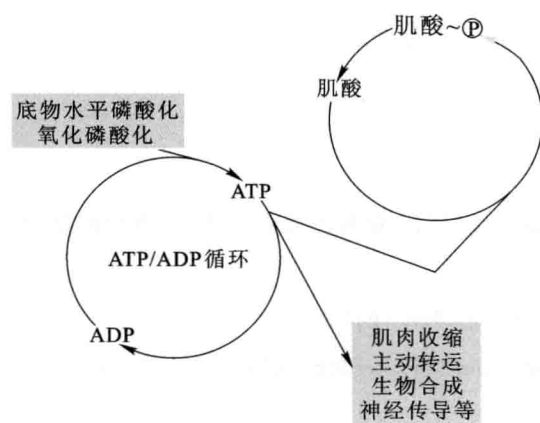 肌酸~Ⓟ
肌酸
底物水平磷酸化
氧化磷酸化
ATP
ATP/ADP循环
ADP
肌肉收缩
主动转运
生物合成
神经传导等